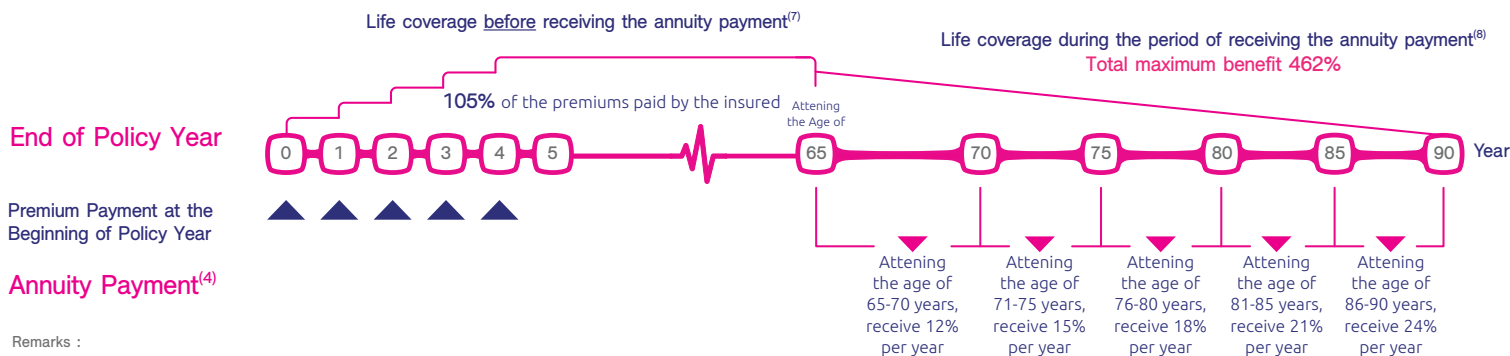 Life coverage before receiving the annuity payment(7)
Life coverage during the period of receiving the annuity payment(8)
Total maximum benefit 462%
105% of the premiums paid by the insured
Attening
the Age of
End of Policy Year
0 1 2 3 4 5 65 70 75 80 85 90 Year
Premium Payment at the
Beginning of Policy Year
Annuity Payment(4)
Attening
the age of
65-70 years,
receive 12%
per year
Attening
the age of
71-75 years,
receive 15%
per year
Attening
the age of
76-80 years,
receive 18%
per year
Attening
the age of
81-85 years,
receive 21%
per year
Attening
the age of
86-90 years,
receive 24%
per year
Remarks :